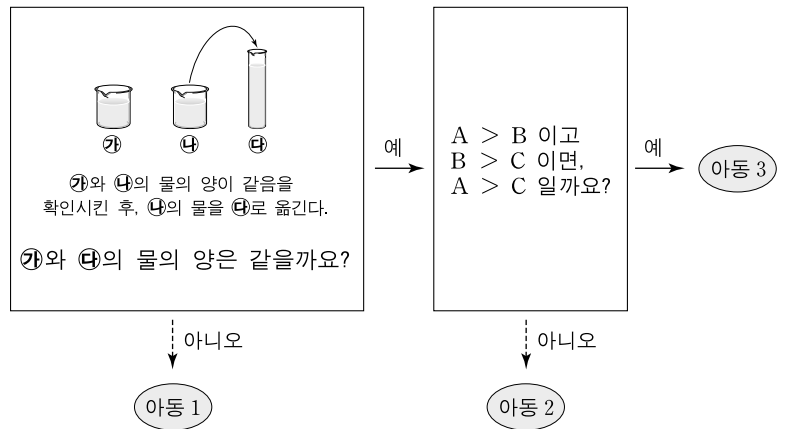 ㉮ ㉯ ㉰
㉮와 ㉯의 물의 양이 같음을
확인시킨 후, ㉯의 물을 ㉰로 옮긴다.
㉮와 ㉰의 물의 양은 같을까요?
예
아니오
아동 1
A > B 이고
B > C 이면,
A > C 일까요?
예
아니오
아동 2
아동 3